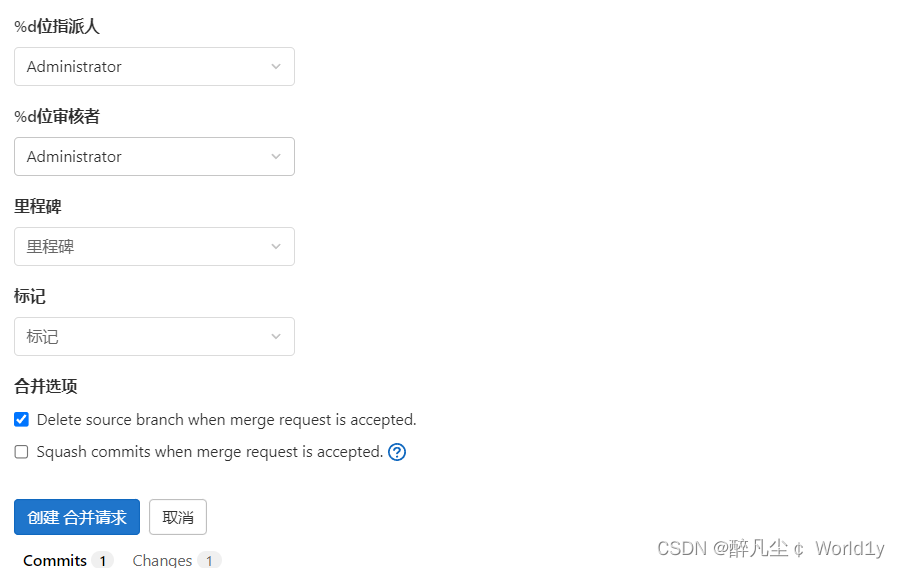 %d位指派人
Administrator
%d位审核者
Administrator
里程碑
里程碑
标记
标记
合并选项
Delete source branch when merge request is accepted.
Squash commits when merge request is accepted. ?
创建 合并请求 取消
Commits 1 Changes 1
CSDN @醉凡尘¢ World1y